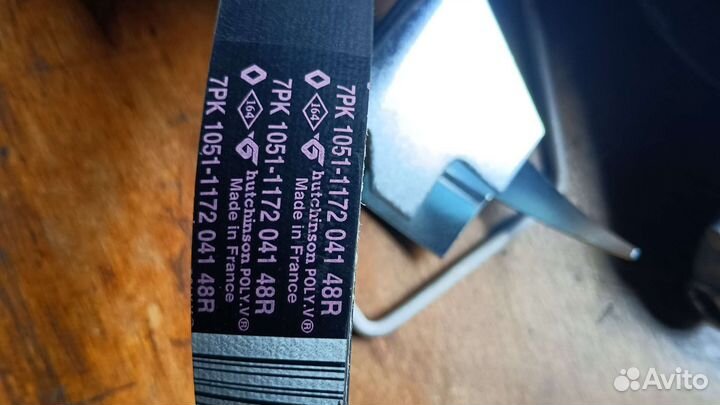 7PK 1051-1172 041 48R
164 hutchinson POLY.V®
Made in France
7PK 1051-1172 041 48R
164 hutchinson POLY.V®
Made in France
7PK 1051-1172 041 48R
Avito